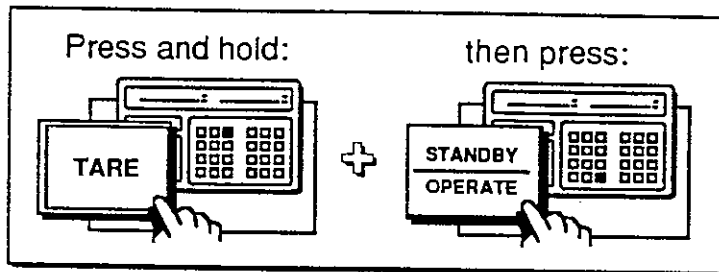 Press and hold:
then press:
TARE
STANDBY
OPERATE